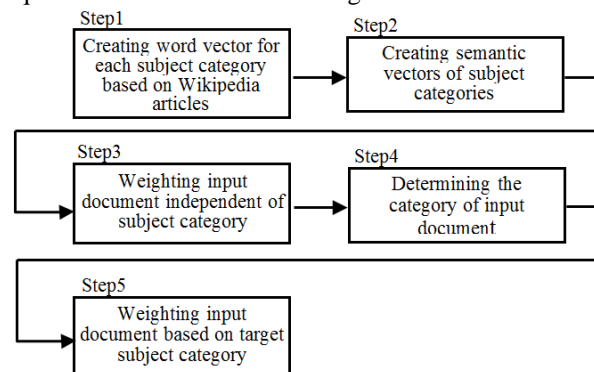 Step1
Creating word vector for
each subject category
based on Wikipedia
articles
Step2
Creating semantic
vectors of subject
categories
Step3
Weighting input
document independent of
subject category
Step4
Determining the
category of input
document
Step5
Weighting input
document based on target
subject category